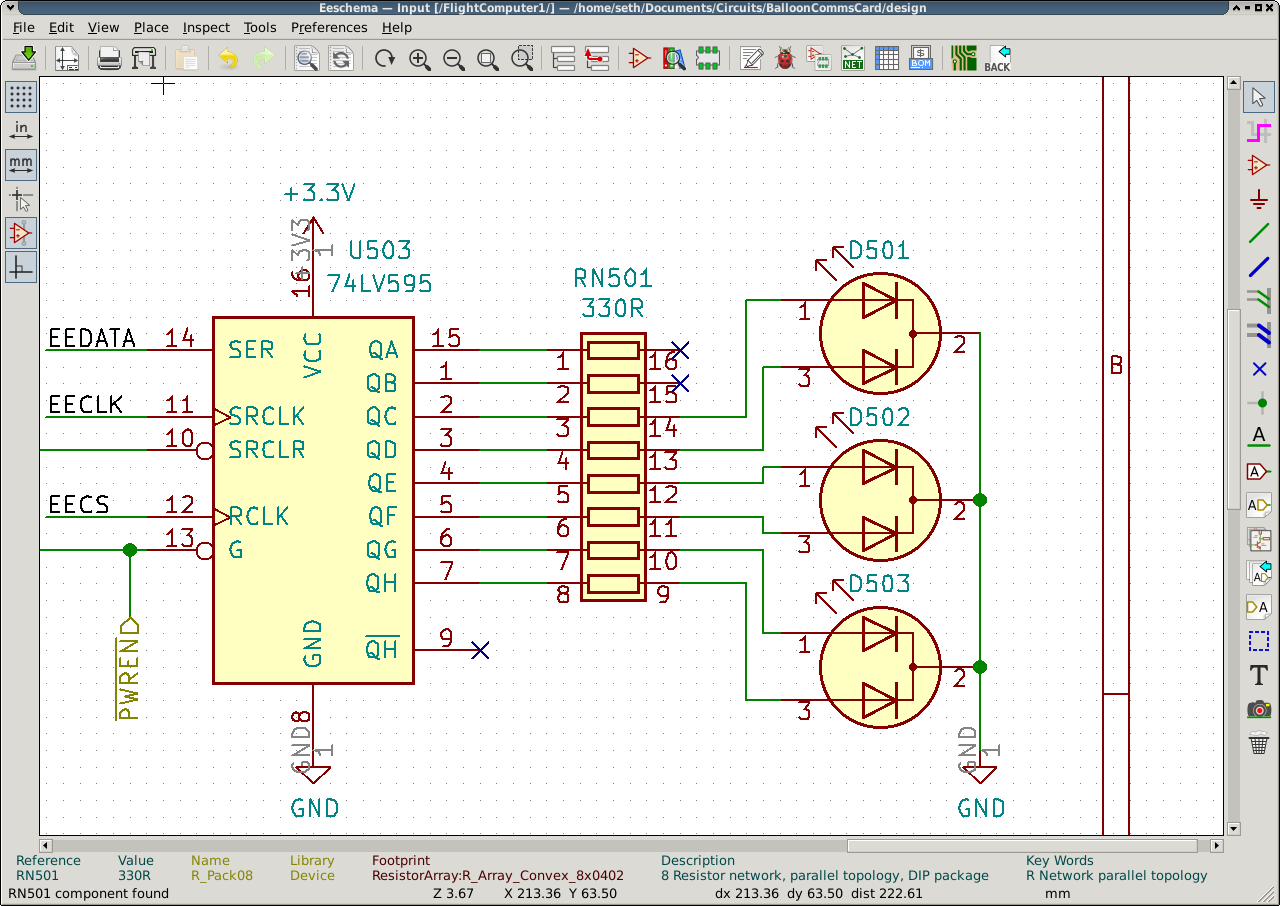 Eeschema — Input [/FlightComputer1/] — /home/seth/Documents/Circuits/BalloonCommsCard/design
File Edit View Place Inspect Tools Preferences Help
NET BOM BACK
in
mm
+3.3V
+3V3
1
16
U503
74LV595
EEDATA 14 SER
EECLK 11 SRCLK
10 SRCLR
EECS 12 RCLK
13 G
VCC
GND
QA 15
QB 1
QC 2
QD 3
QE 4
QF 5
QG 6
QH 7
QH 9
PWREN
8
GND
1
GND
RN501
330R
1 16
2 15
3 14
4 13
5 12
6 11
7 10
8 9
D501
1
2
3
D502
1
2
3
D503
1
2
3
GND
1
GND
B
A
A
AD
AD
DA
T
Reference Value Name Library Footprint Description Key Words
RN501 330R R_Pack08 Device ResistorArray:R_Array_Convex_8x0402 8 Resistor network, parallel topology, DIP package R Network parallel topology
RN501 component found Z 3.67 X 213.36 Y 63.50 dx 213.36 dy 63.50 dist 222.61 mm